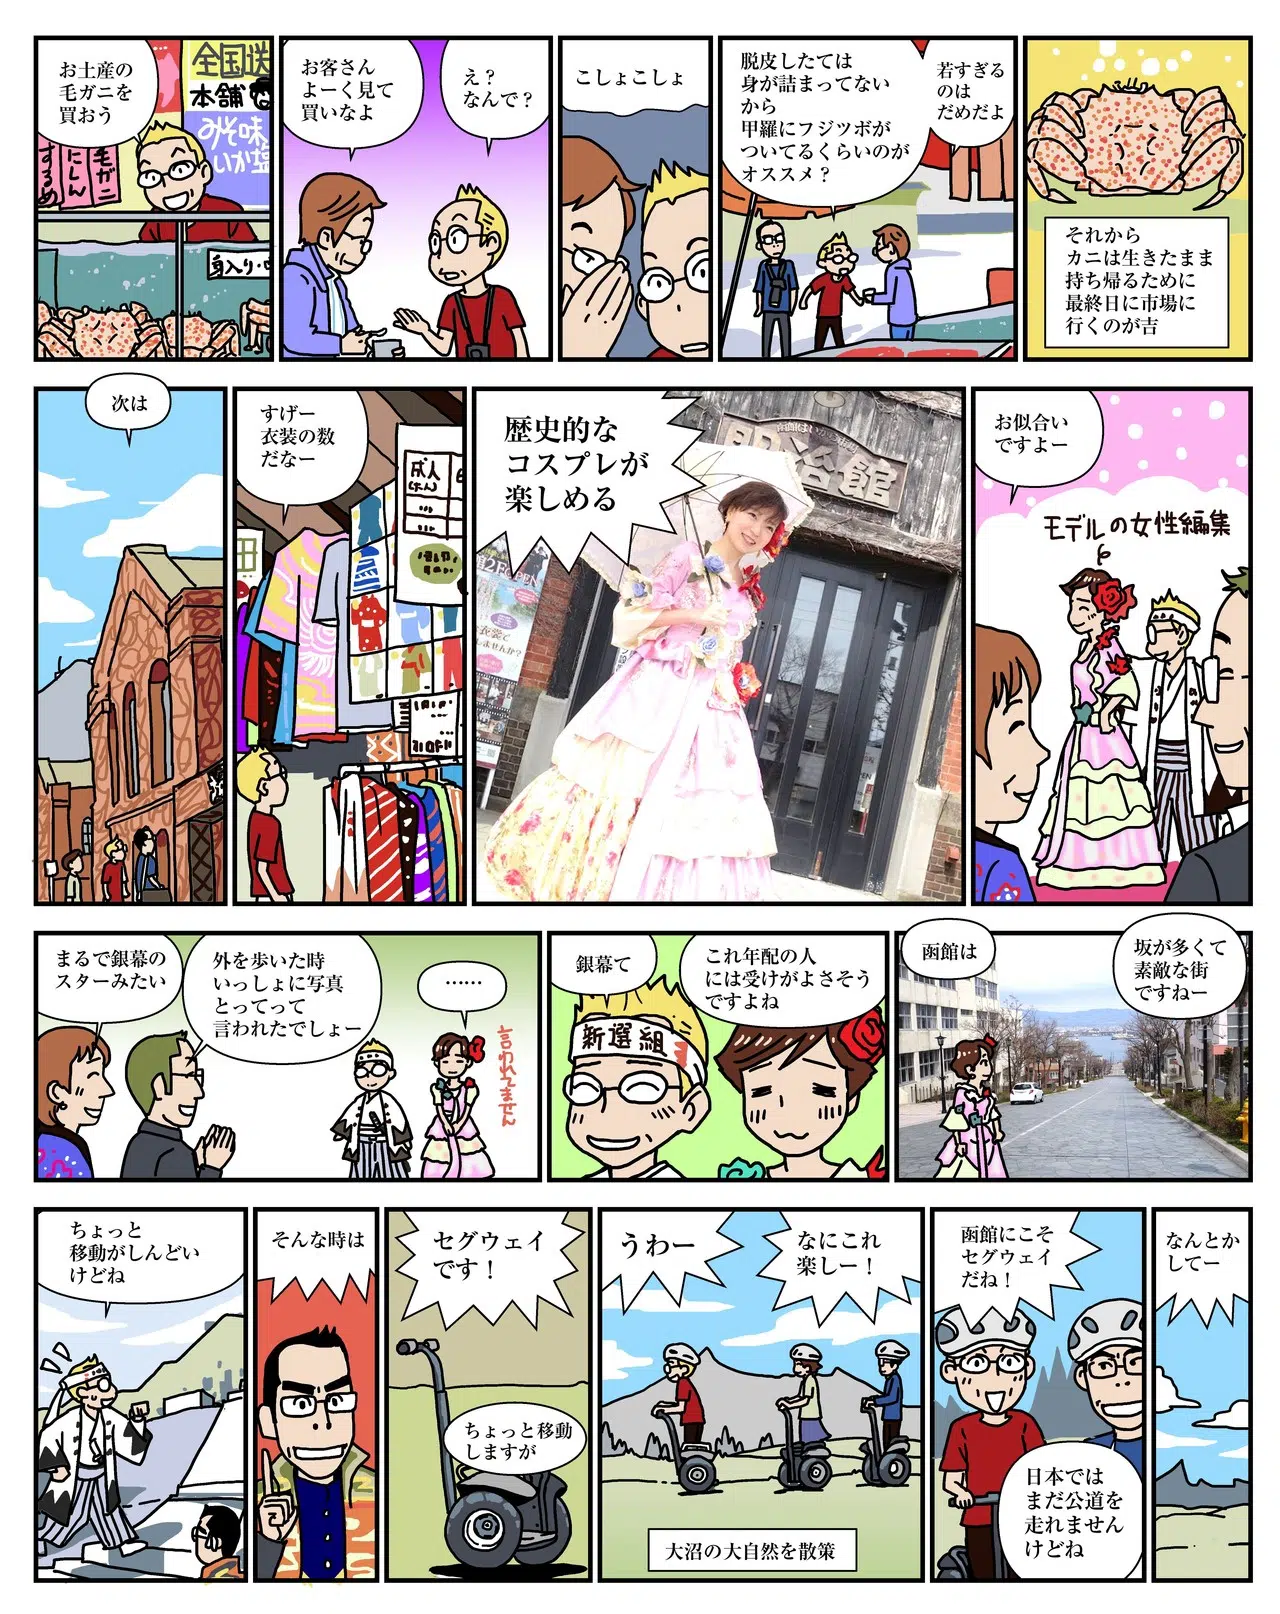 お土産の
毛ガニを
買おう
全国送
本舗
みそ味
いか塩
毛ガニ
にしん
するめ
身入り・
お客さん
よーく見て
買いなよ
え？
なんで？
こしょこしょ
脱皮したては
身が詰まってない
から
甲羅にフジツボが
ついてるくらいのが
オススメ？
若すぎる
のは
だめだよ
それから
カニは生きたまま
持ち帰るために
最終日に市場に
行くのが吉
次は
すげー
衣装の数
だなー
成人
歴史的な
コスプレが
楽しめる
明治館
2F OPEN
衣装で
ませんか？
お似合い
ですよー
モデルの女性編集
まるで銀幕の
スターみたい
外を歩いた時
いっしょに写真
とってって
言われたでしょー
……
言われてません
銀幕て
新選組
これ年配の人
には受けがよさそう
ですよね
函館は
坂が多くて
素敵な街
ですねー
ちょっと
移動がしんどい
けどね
そんな時は
セグウェイ
です！
ちょっと移動
しますが
うわー
なにこれ
楽しー！
大沼の大自然を散策
函館にこそ
セグウェイ
だね！
日本では
まだ公道を
走れません
けどね
なんとか
してー